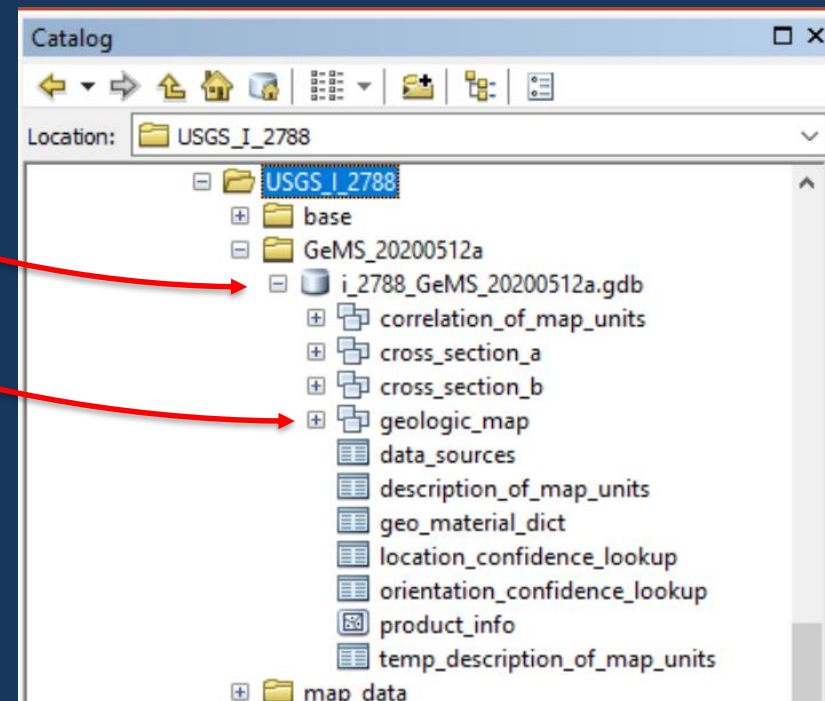 Catalog
Location: USGS_I_2788
USGS_I_2788
base
GeMS_20200512a
i_2788_GeMS_20200512a.gdb
correlation_of_map_units
cross_section_a
cross_section_b
geologic_map
data_sources
description_of_map_units
geo_material_dict
location_confidence_lookup
orientation_confidence_lookup
product_info
temp_description_of_map_units
map_data